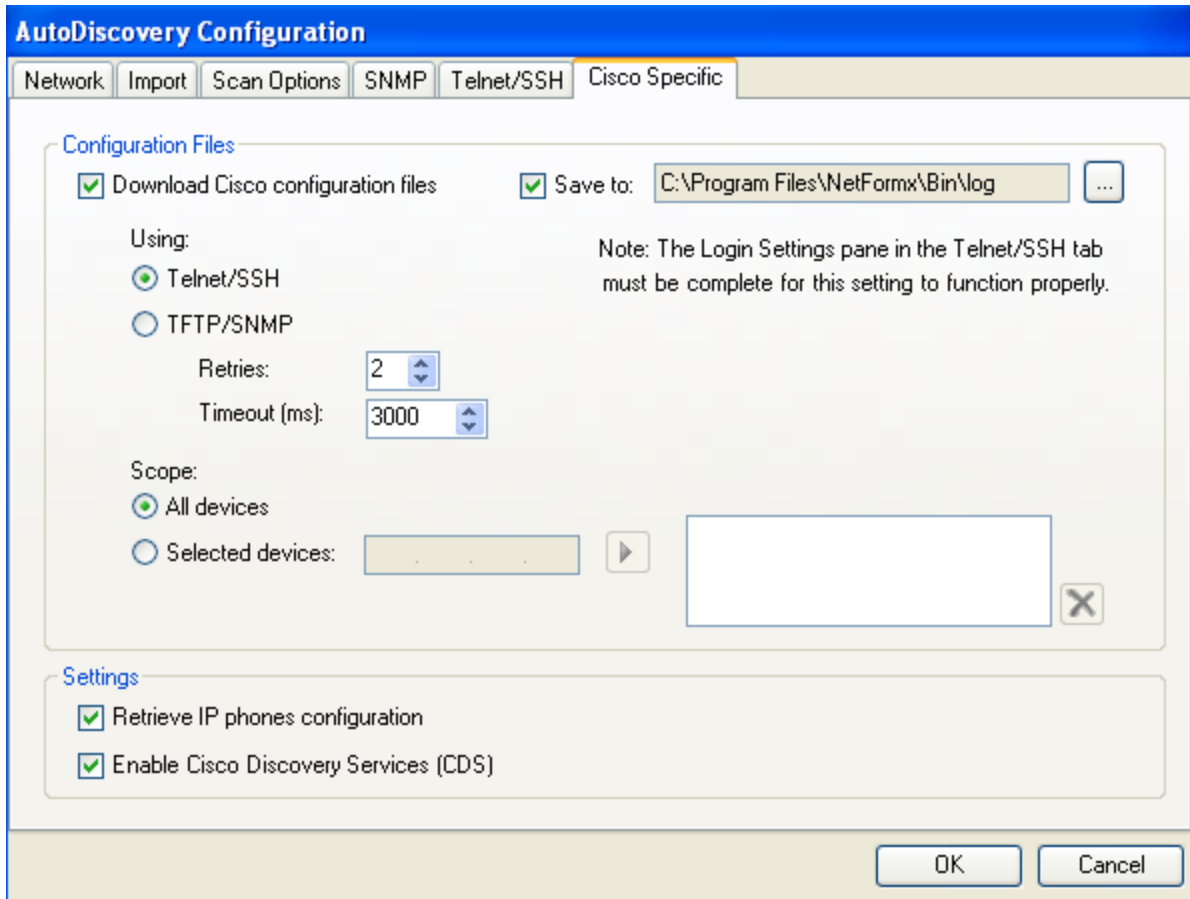 AutoDiscovery Configuration
Network Import Scan Options SNMP Telnet/SSH Cisco Specific
Configuration Files
Download Cisco configuration files Save to: C:\Program Files\NetFormx\Bin\log ...
Using:
Note: The Login Settings pane in the Telnet/SSH tab
must be complete for this setting to function properly.
Telnet/SSH
TFTP/SNMP
Retries: 2
Timeout (ms): 3000
Scope:
All devices
Selected devices: . . .
Settings
Retrieve IP phones configuration
Enable Cisco Discovery Services (CDS)
OK Cancel